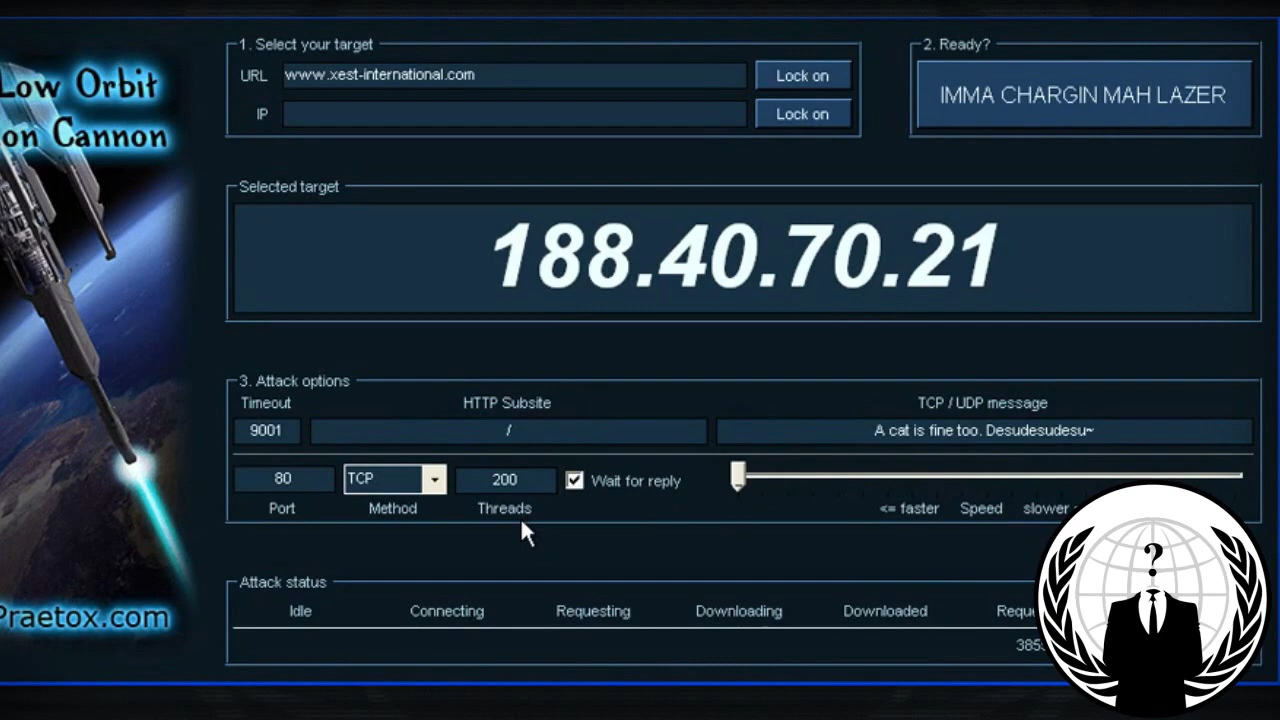 Low Orbit
on Cannon
Praetox.com
1. Select your target
URL www.xest-international.com Lock on
IP Lock on
2. Ready?
IMMA CHARGIN MAH LAZER
Selected target
188.40.70.21
3. Attack options
Timeout HTTP Subsite TCP / UDP message
9001 / A cat is fine too. Desudesudesu~
80 TCP 200 Wait for reply
Port Method Threads <= faster Speed slower
Attack status
Idle Connecting Requesting Downloading Downloaded Reque
385
?